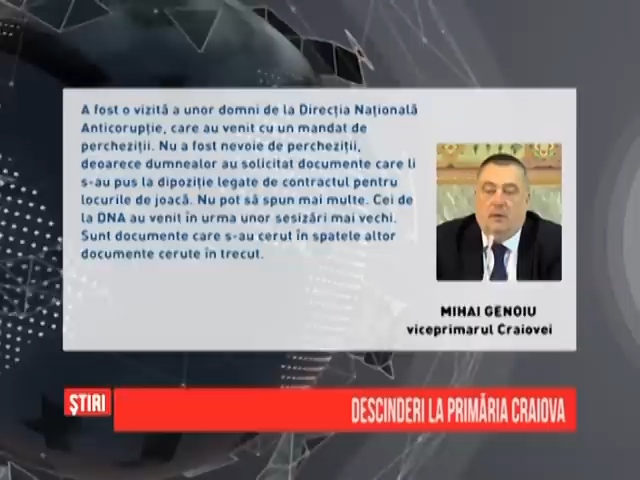 A fost o vizită a unor domni de la Direcția Națională
Anticorupție, care au venit cu un mandat de
percheziții. Nu a fost nevoie de percheziții,
deoarece dumnealor au solicitat documente care li
s-au pus la dipoziție legate de contractul pentru
locurile de joacă. Nu pot să spun mai multe. Cei de
la DNA au venit în urma unor sesizări mai vechi.
Sunt documente care s-au cerut în spatele altor
documente cerute în trecut.
MIHAI GENOIU
viceprimarul Craiovei
ȘTIRI
DESCINDERI LA PRIMĂRIA CRAIOVA